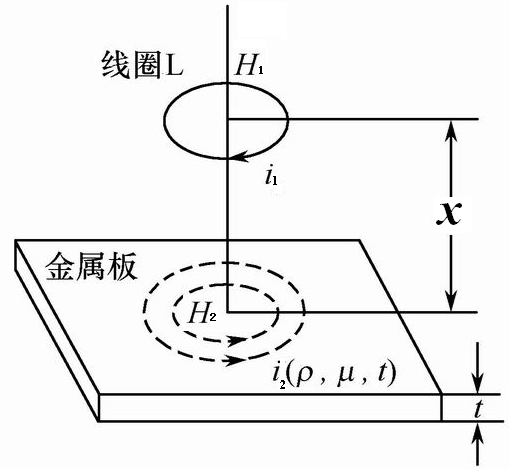 线圈L
H₁
i₁
x
金属板
H₂
i₂(ρ, μ, t)
t